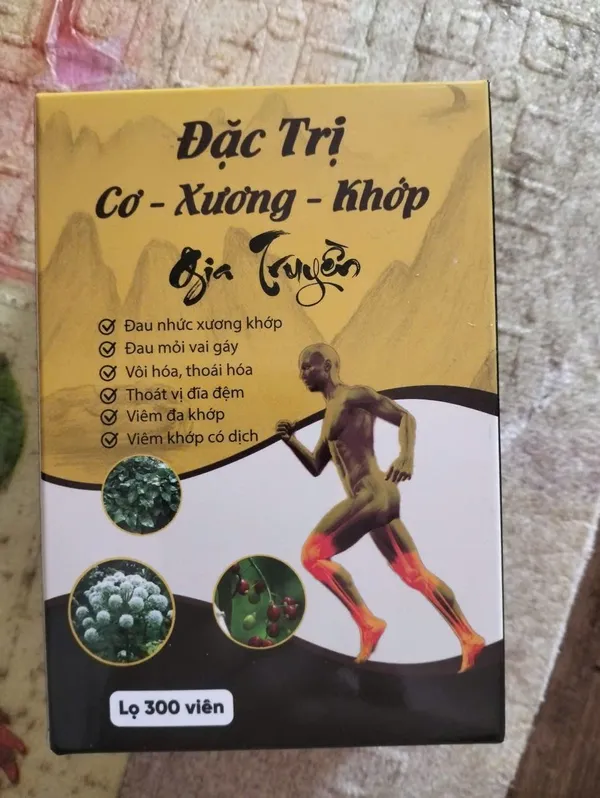 Đặc Trị
Cơ - Xương - Khớp
Gia Truyền
Đau nhức xương khớp
Đau mỏi vai gáy
Vôi hóa, thoái hóa
Thoát vị đĩa đệm
Viêm đa khớp
Viêm khớp có dịch
Lọ 300 viên